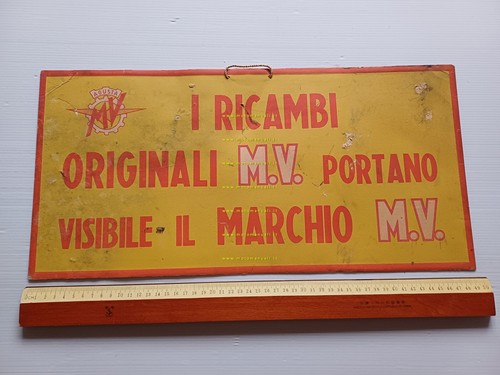 AGUSTA
MV
I RICAMBI
ORIGINALI M.V. PORTANO
VISIBILE IL MARCHIO M.V.